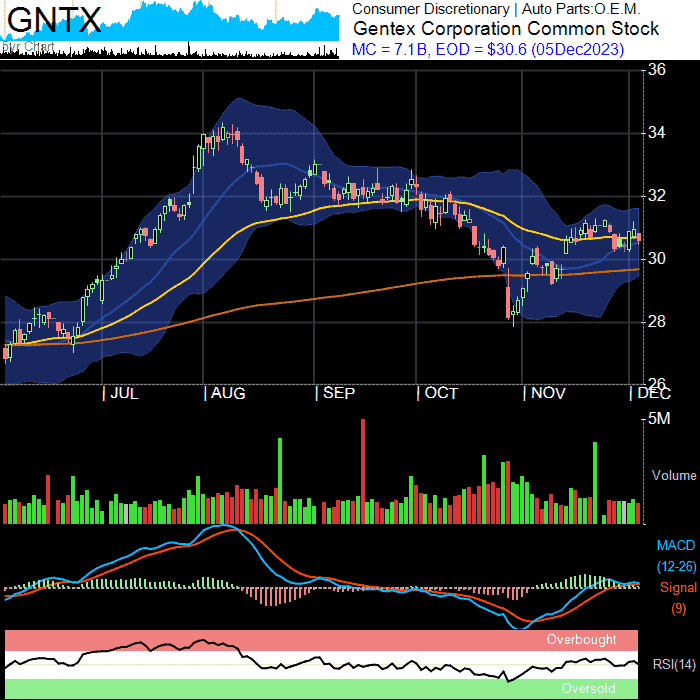 GNTX
5yr Chart
Consumer Discretionary | Auto Parts:O.E.M.
Gentex Corporation Common Stock
MC = 7.1B, EOD = $30.6 (05Dec2023)
36
34
32
30
28
26
JUL AUG SEP OCT NOV DEC
5M
Volume
MACD
(12-26)
Signal
(9)
Overbought
RSI(14)
Oversold